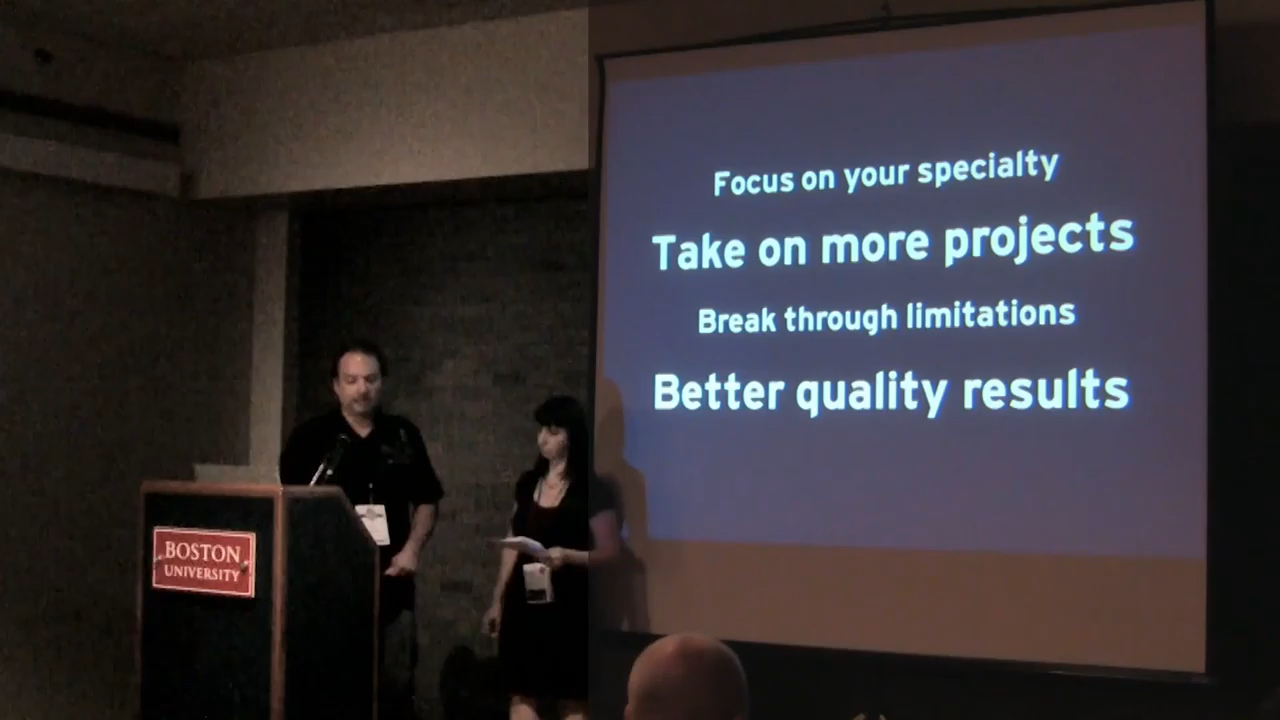 Focus on your specialty
Take on more projects
Break through limitations
Better quality results
BOSTON
UNIVERSITY